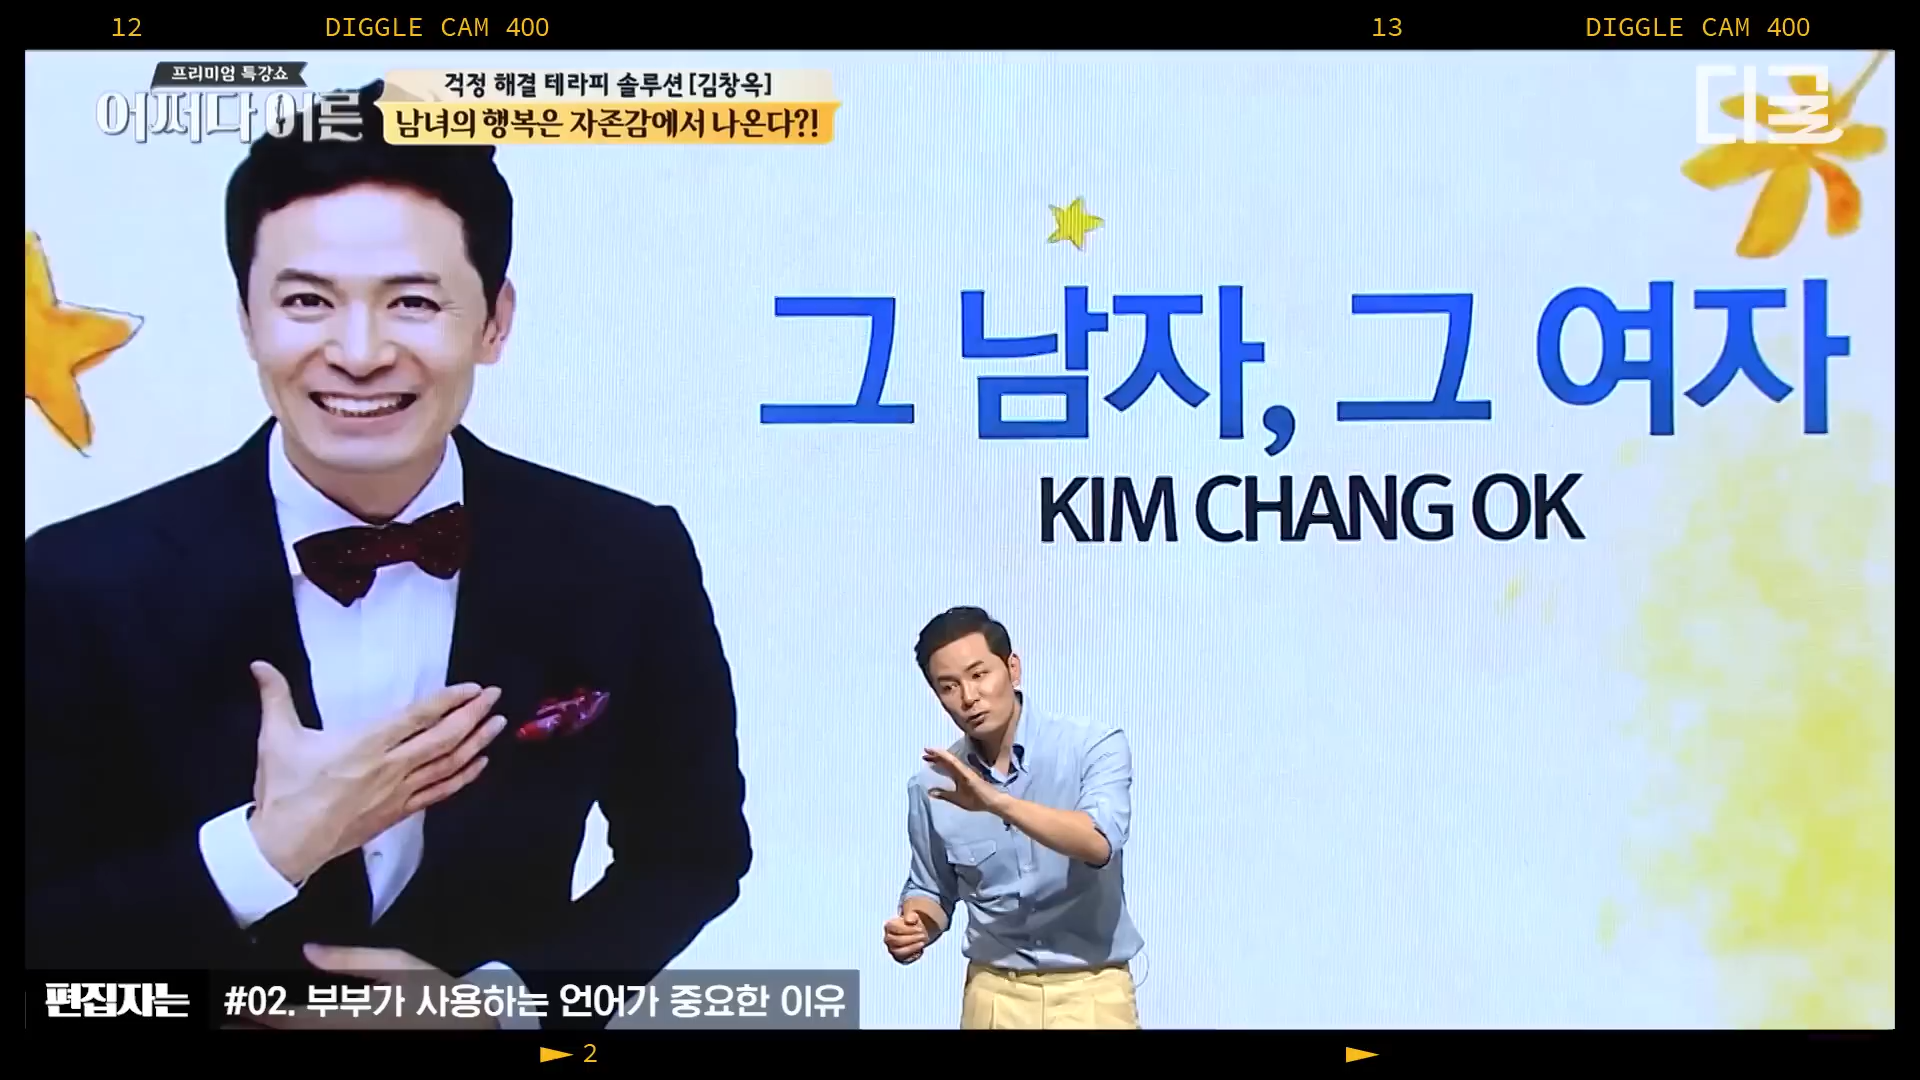 12
DIGGLE CAM 400
13
DIGGLE CAM 400
프리미엄 특강쇼
어쩌다 어른
걱정 해결 테라피 솔루션[김창옥]
남녀의 행복은 자존감에서 나온다?!
디글
그 남자, 그 여자
KIM CHANG OK
편집자는
#02. 부부가 사용하는 언어가 중요한 이유
2